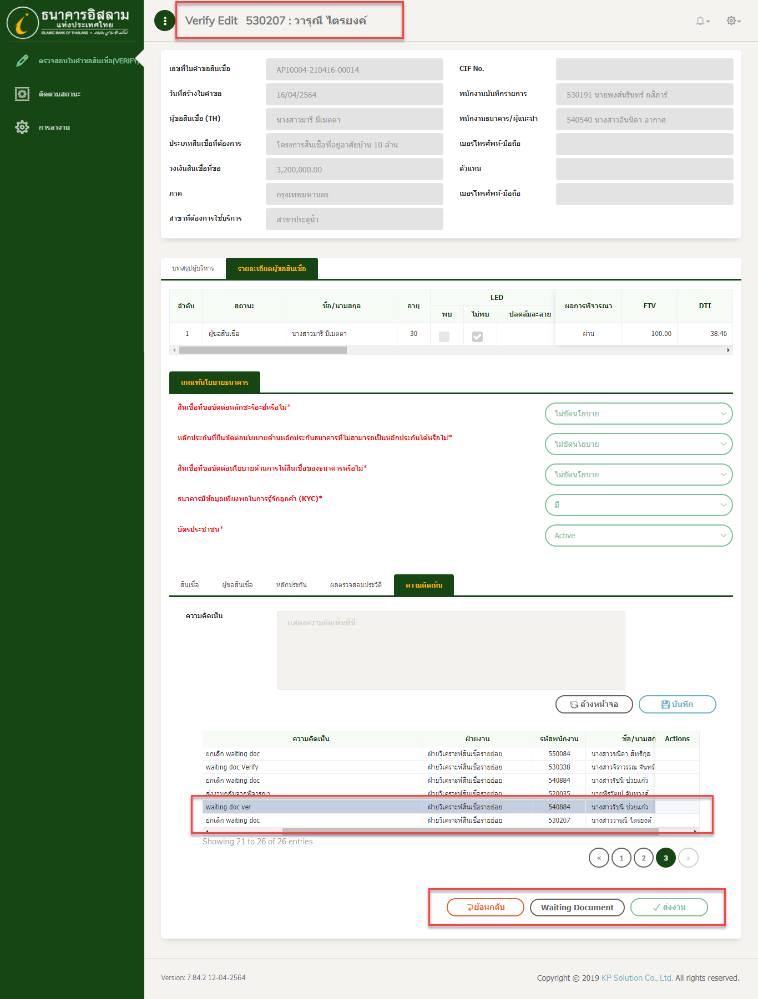 ธนาคารอิสลาม
แห่งประเทศไทย
ISLAMIC BANK OF THAILAND
ตรวจสอบใบคำขอสินเชื่อ(VERIFY)
ติดตามสถานะ
การลางาน
Verify Edit 530207 : วารุณี ไตรยงค์
เลขที่ใบคำขอสินเชื่อ AP10004-210416-00014 CIF No.
วันที่สร้างใบคำขอ 16/04/2564 พนักงานบันทึกรายการ 530191 นายพงศ์นรินทร์ กสิภาร์
ผู้ขอสินเชื่อ (TH) นางสาวมารี มีเมตตา พนักงานธนาคาร/ผู้แนะนำ 540540 นางสาวอินนิดา อากาศ
ประเภทสินเชื่อที่ต้องการ โครงการสินเชื่อที่อยู่อาศัยบ้าน 10 ล้าน เบอร์โทรศัพท์-มือถือ
วงเงินสินเชื่อที่ขอ 3,200,000.00 ตัวแทน
ภาค กรุงเทพมหานคร เบอร์โทรศัพท์-มือถือ
สาขาที่ต้องการใช้บริการ สาขาประตูน้ำ
บทสรุปผู้บริหาร รายละเอียดผู้ขอสินเชื่อ
ลำดับ สถานะ ชื่อ/นามสกุล อายุ LED ผลการพิจารณา FTV DTI
พบ ไม่พบ ปลดล้มละลาย
1 ผู้ขอสินเชื่อ นางสาวมารี มีเมตตา 30 ผ่าน 100.00 38.46
เกณฑ์นโยบายธนาคาร
สินเชื่อที่ขอขัดต่อหลักชะรีอะฮ์หรือไม่* ไม่ขัดนโยบาย
หลักประกันที่ยื่นขัดต่อนโยบายด้านหลักประกันธนาคารที่ไม่สามารถเป็นหลักประกันได้หรือไม่* ไม่ขัดนโยบาย
สินเชื่อที่ขอขัดต่อนโยบายด้านการให้สินเชื่อของธนาคารหรือไม่* ไม่ขัดนโยบาย
ธนาคารมีข้อมูลเพียงพอในการรู้จักลูกค้า (KYC)* มี
บัตรประชาชน* Active
สินเชื่อ ผู้ขอสินเชื่อ หลักประกัน ผลตรวจสอบประวัติ ความคิดเห็น
ความคิดเห็น แสดงความคิดเห็นที่นี่
ล้างหน้าจอ บันทึก
ความคิดเห็น ฝ่ายงาน รหัสพนักงาน ชื่อ/นามสก Actions
ยกเลิก waiting doc ฝ่ายวิเคราะห์สินเชื่อรายย่อย 550084 นางสาวชนิดา สิทธิกุล
waiting doc Verify ฝ่ายวิเคราะห์สินเชื่อรายย่อย 530338 นางสาวจิราวรรณ จันทร์
ยกเลิก waiting doc ฝ่ายวิเคราะห์สินเชื่อรายย่อย 540884 นางสาวรัชนี ช่วยแก้ว
ส่งงานกลับจากพิจารณา ฝ่ายวิเคราะห์สินเชื่อรายย่อย 520035 นายพีรวัฒน์ จันทวงศ์
waiting doc ver ฝ่ายวิเคราะห์สินเชื่อรายย่อย 540884 นางสาวรัชนี ช่วยแก้ว
ยกเลิก waiting doc ฝ่ายวิเคราะห์สินเชื่อรายย่อย 530207 นางสาววารุณี ไตรยงค์
Showing 21 to 26 of 26 entries
« 1 2 3 »
ย้อนกลับ Waiting Document ส่งงาน
Version: 7.84.2 12-04-2564 Copyright © 2019 KP Solution Co., Ltd. All rights reserved.